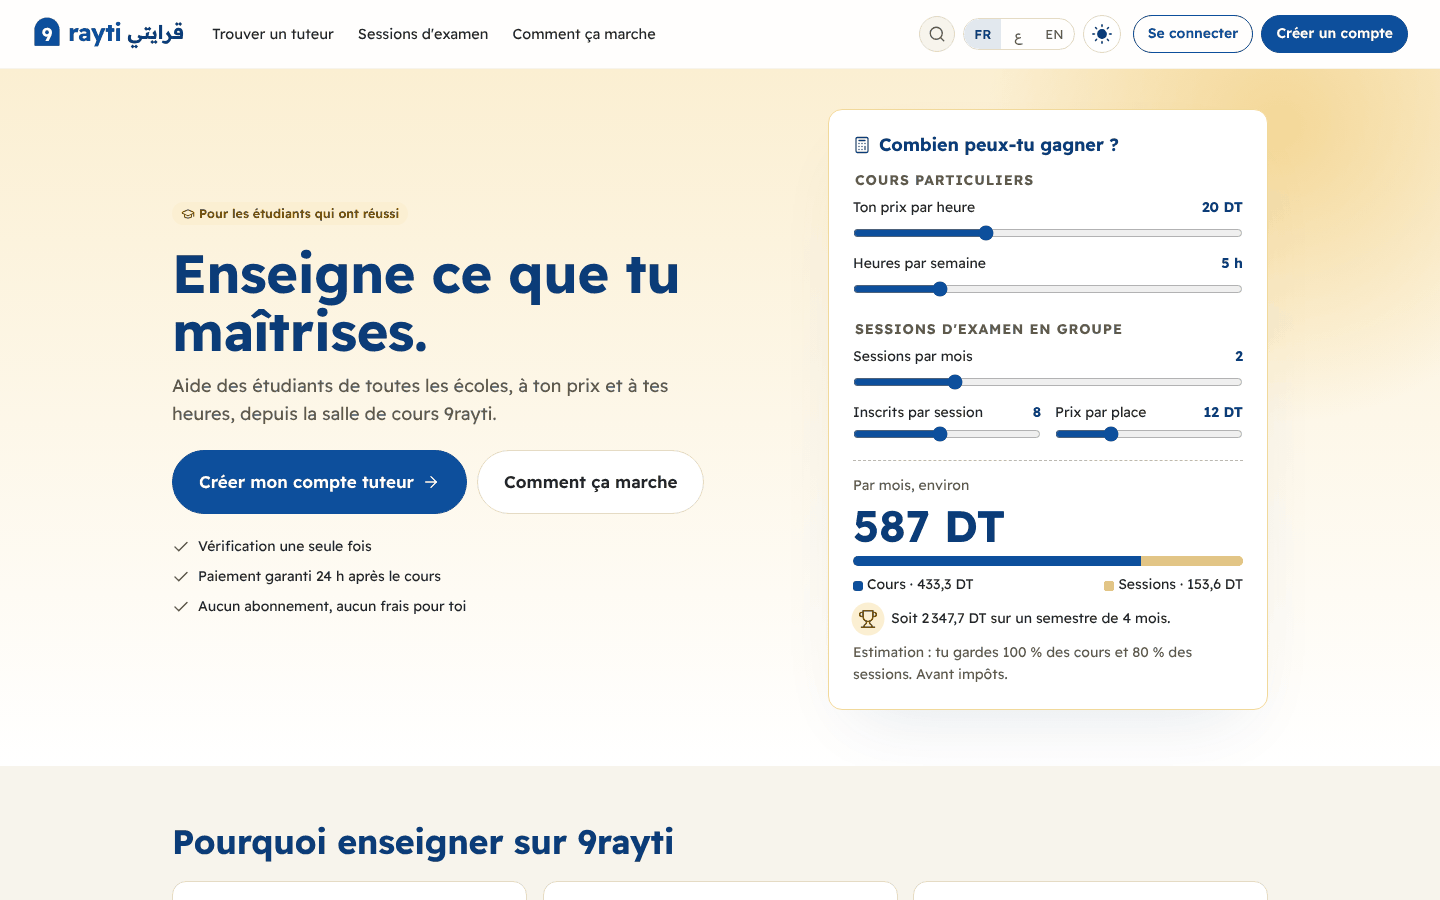 9 rayti قرايتي
Trouver un tuteur
Sessions d'examen
Comment ça marche
FR
ع
EN
Se connecter
Créer un compte
Pour les étudiants qui ont réussi
Enseigne ce que tu
maîtrises.
Aide des étudiants de toutes les écoles, à ton prix et à tes
heures, depuis la salle de cours 9rayti.
Créer mon compte tuteur →
Comment ça marche
Vérification une seule fois
Paiement garanti 24 h après le cours
Aucun abonnement, aucun frais pour toi
Combien peux-tu gagner ?
COURS PARTICULIERS
Ton prix par heure 20 DT
Heures par semaine 5 h
SESSIONS D'EXAMEN EN GROUPE
Sessions par mois 2
Inscrits par session 8 Prix par place 12 DT
Par mois, environ
587 DT
Cours · 433,3 DT Sessions · 153,6 DT
Soit 2 347,7 DT sur un semestre de 4 mois.
Estimation : tu gardes 100 % des cours et 80 % des
sessions. Avant impôts.
Pourquoi enseigner sur 9rayti